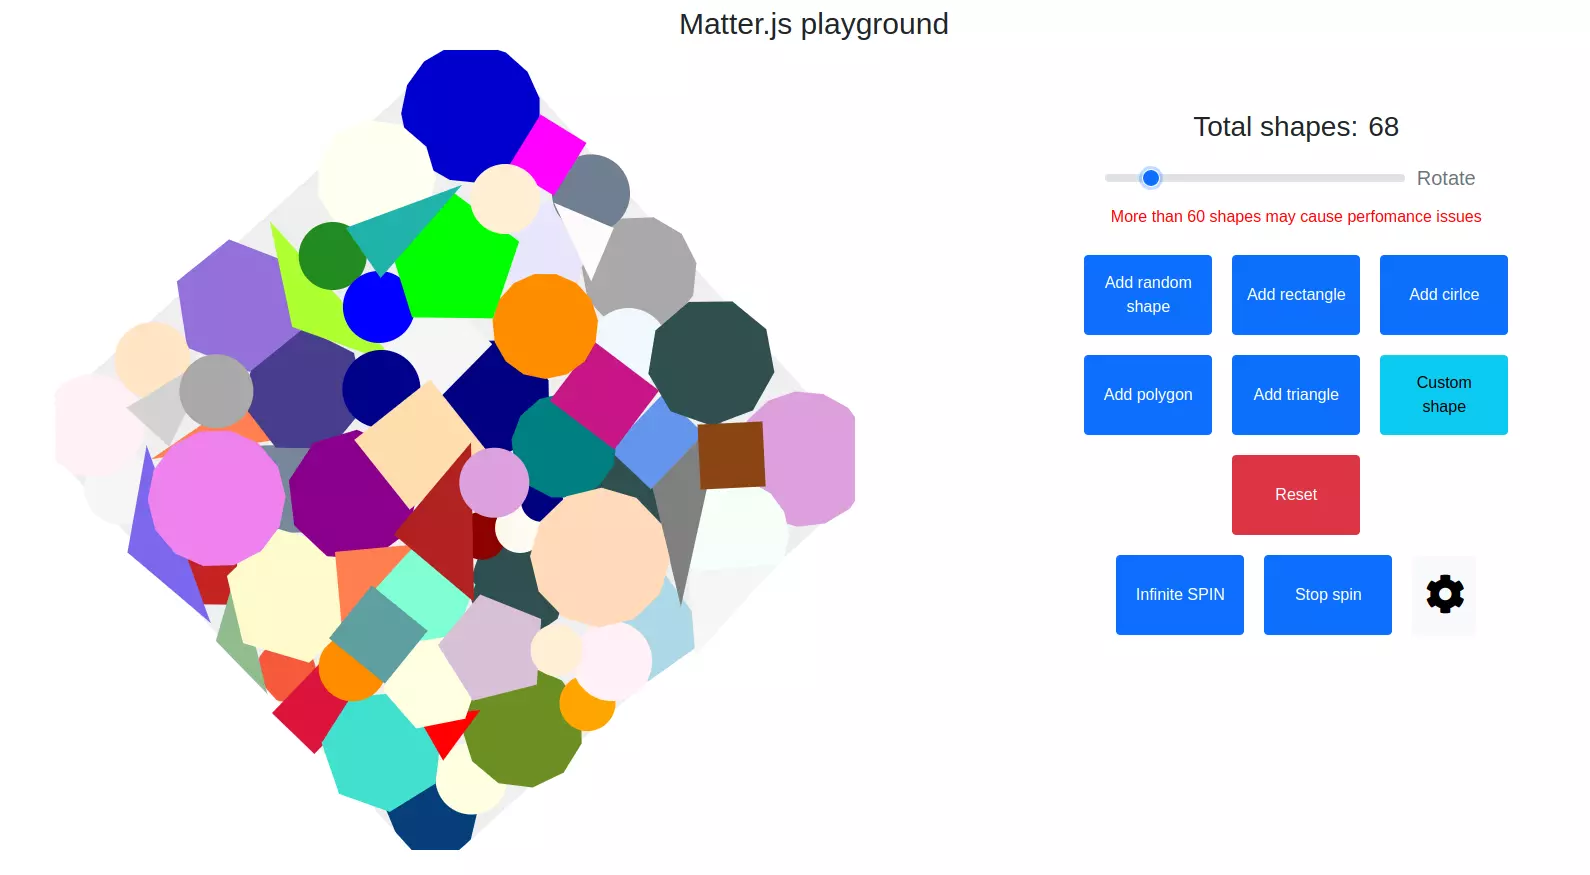 Matter.js playground
Total shapes: 68
Rotate
More than 60 shapes may cause perfomance issues
Add random
shape
Add rectangle
Add cirlce
Add polygon
Add triangle
Custom
shape
Reset
Infinite SPIN
Stop spin